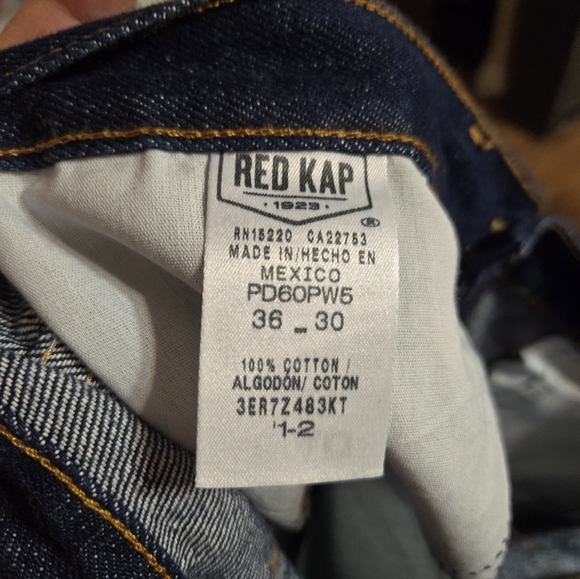 RED KAP
· 1923 ·
®
RN15220 CA22753
MADE IN/HECHO EN
MEXICO
PD60PW5
36 - 30
100% COTTON /
ALGODÓN/ COTON
3ER7Z483KT
'1-2